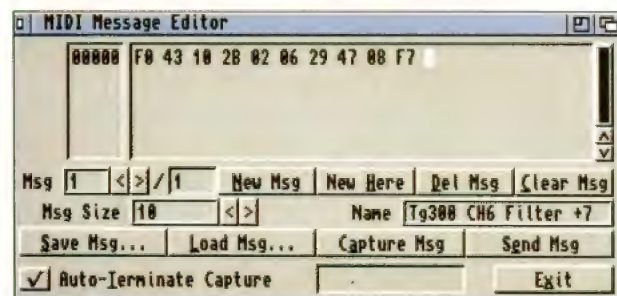 MIDI Message Editor
00000 F0 43 10 2B 02 06 29 47 08 F7
Msg 1 < > / 1 New Msg New Here Del Msg Clear Msg
Msg Size 10 < > Name Tg300 CH6 Filter +7
Save Msg... Load Msg... Capture Msg Send Msg
✓ Auto-Terminate Capture Exit